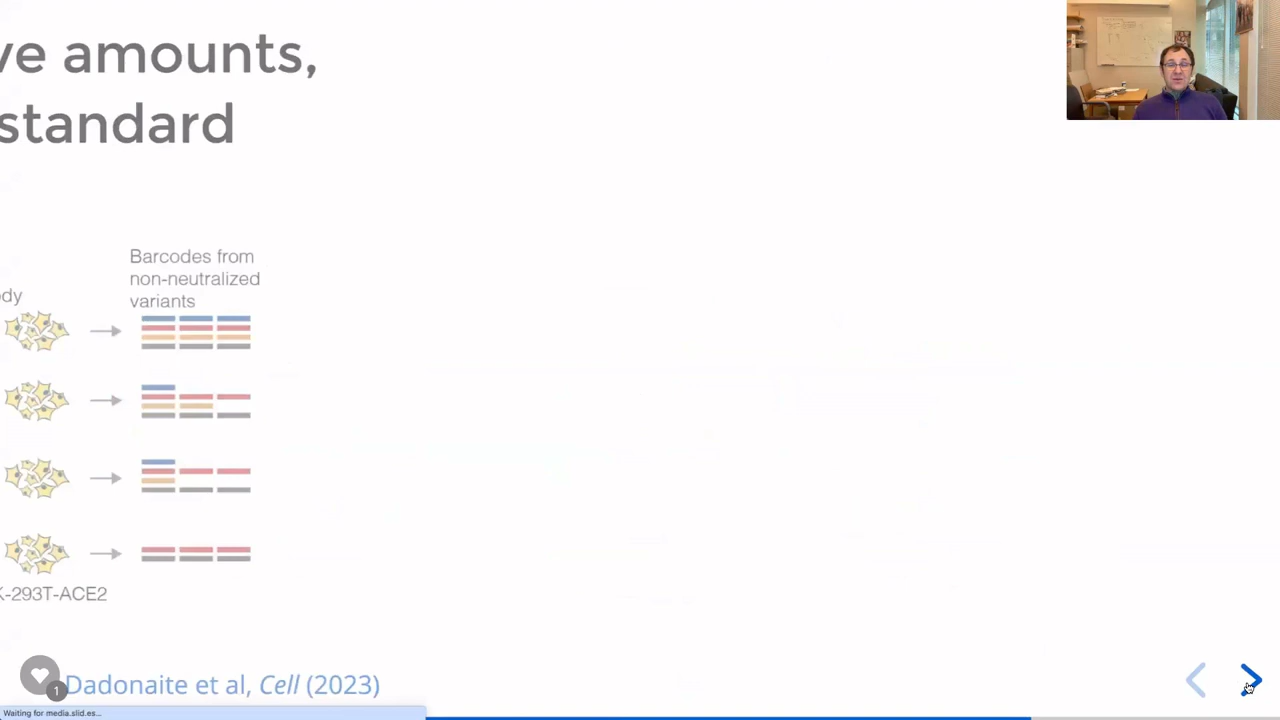 ve amounts,
standard
Barcodes from
non-neutralized
variants
dy
K-293T-ACE2
Dadonaite et al, Cell (2023)
1
Waiting for media.slid.es...